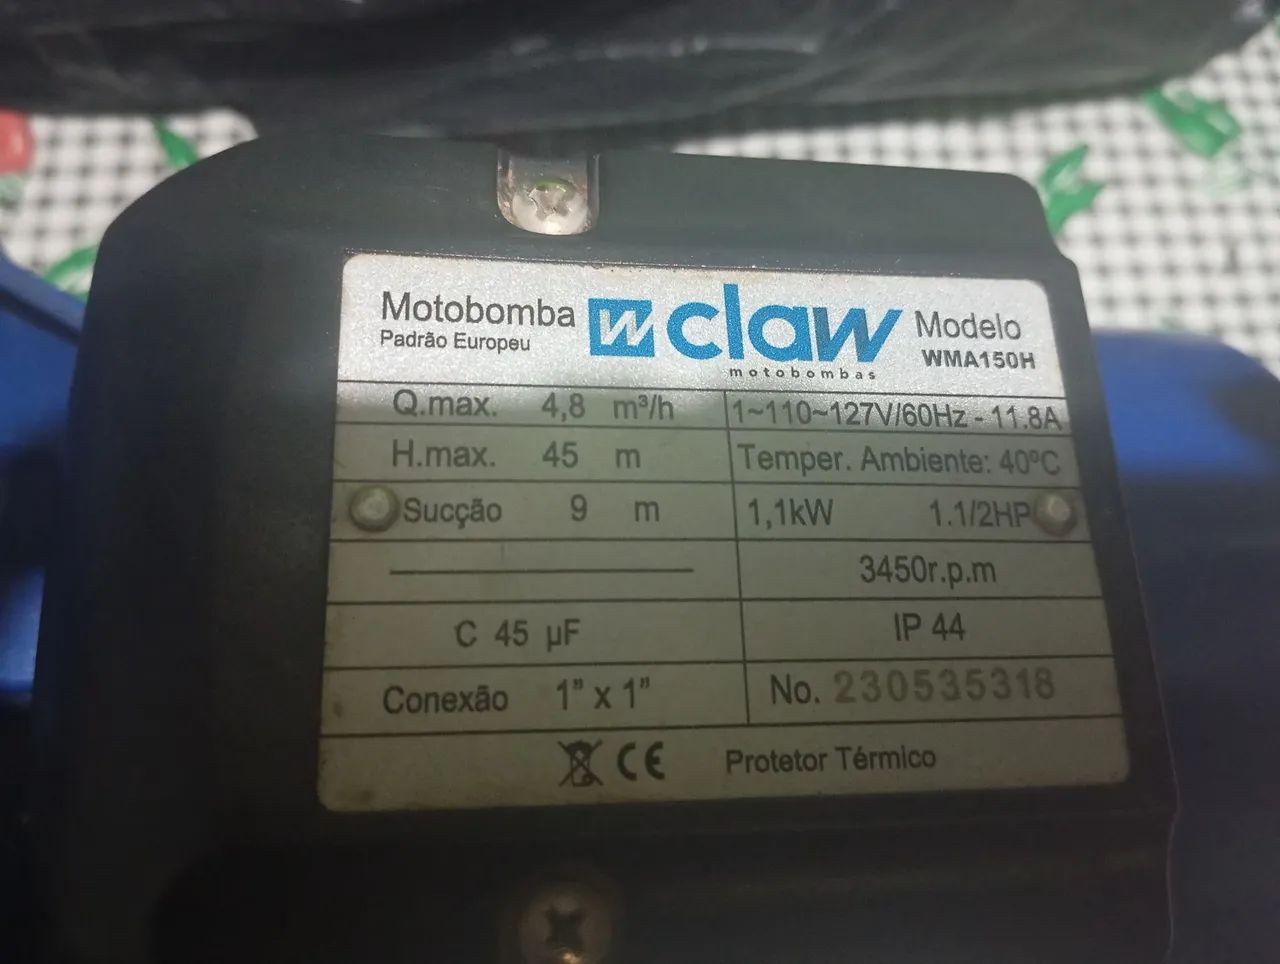 Motobomba
Padrão Europeu
W claw
motobombas
Modelo
WMA150H
Q.max. 4,8 m³/h
1~110~127V/60Hz - 11.8A
H.max. 45 m
Temper. Ambiente: 40ºC
Sucção 9 m
1,1kW 1.1/2HP
3450r.p.m
C 45 µF
IP 44
Conexão 1" x 1"
No. 230535318
CE Protetor Térmico